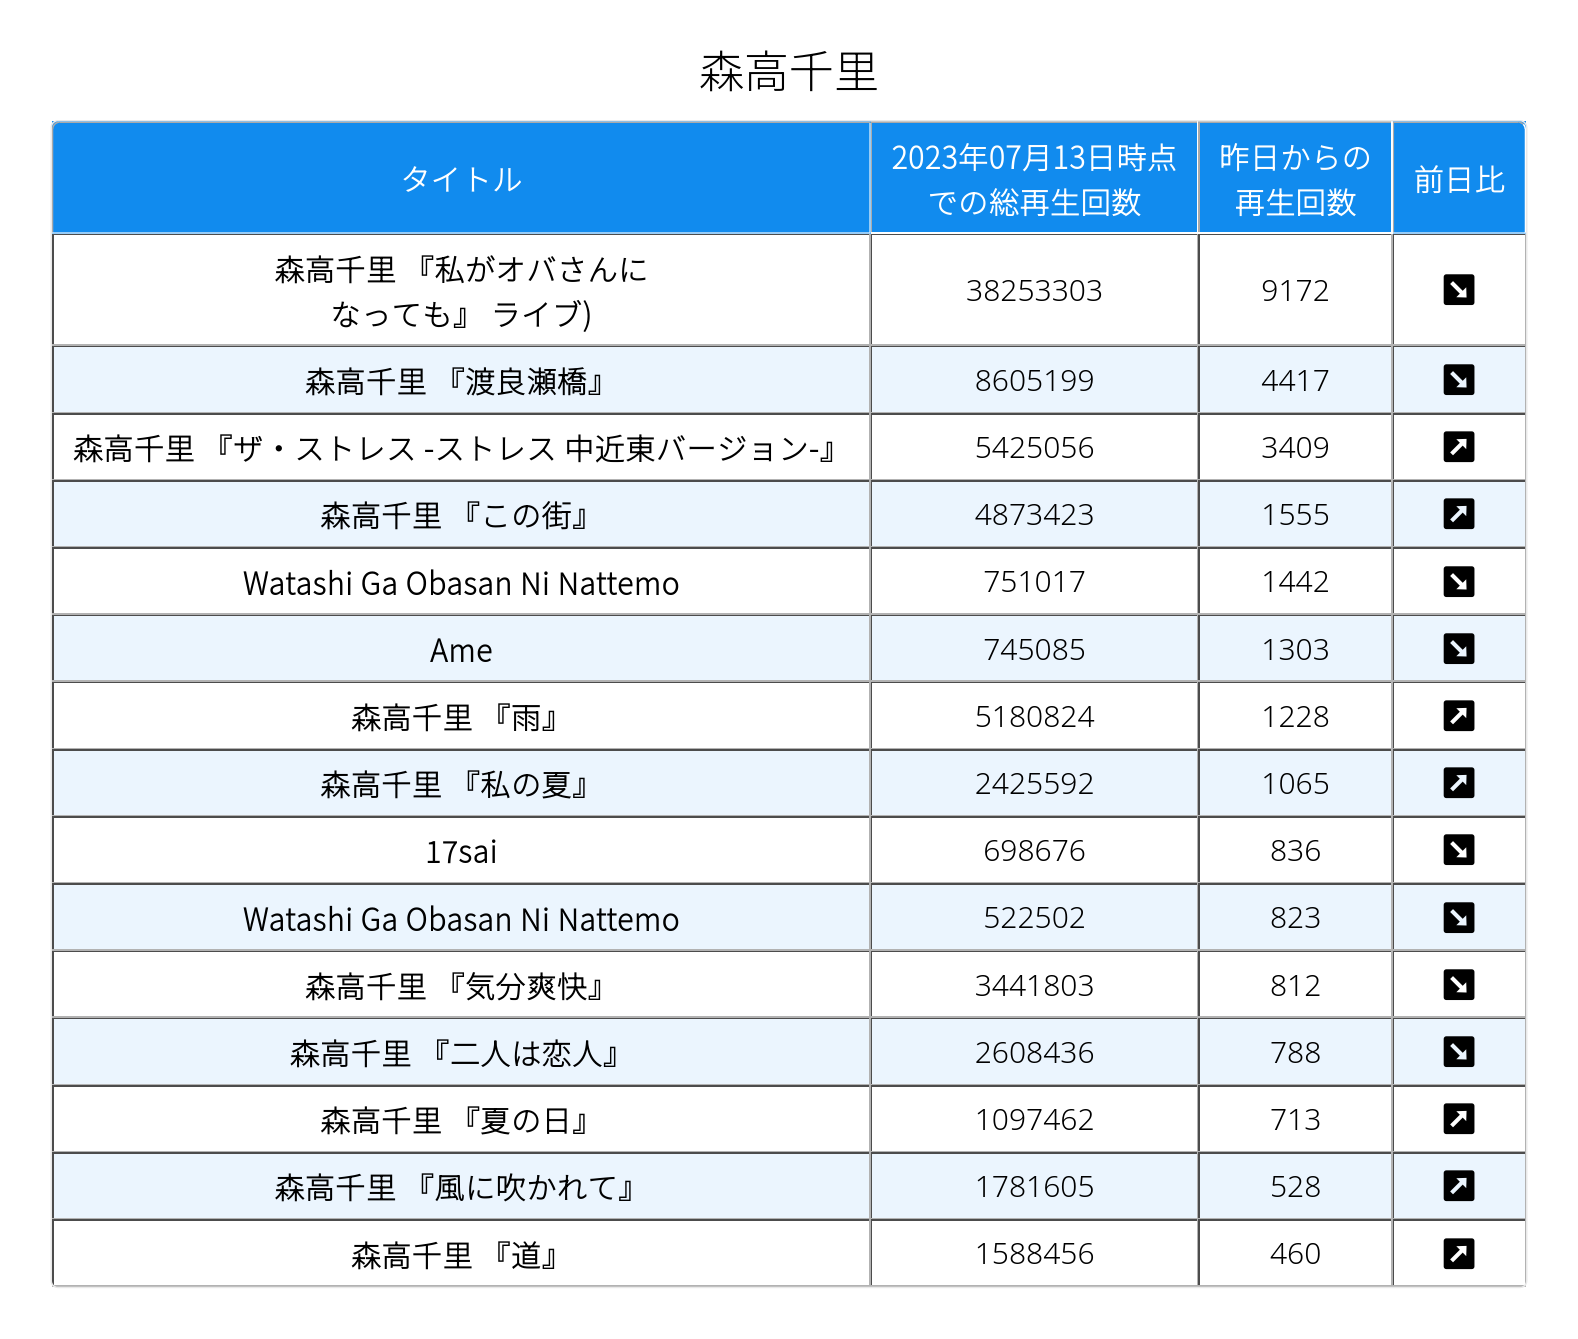 森高千里
タイトル
2023年07月13日時点
での総再生回数
昨日からの
再生回数
前日比
森高千里 『私がオバさんに
なっても』 ライブ)
38253303
9172
森高千里 『渡良瀬橋』
8605199
4417
森高千里 『ザ・ストレス -ストレス 中近東バージョン-』
5425056
3409
森高千里 『この街』
4873423
1555
Watashi Ga Obasan Ni Nattemo
751017
1442
Ame
745085
1303
森高千里 『雨』
5180824
1228
森高千里 『私の夏』
2425592
1065
17sai
698676
836
Watashi Ga Obasan Ni Nattemo
522502
823
森高千里 『気分爽快』
3441803
812
森高千里 『二人は恋人』
2608436
788
森高千里 『夏の日』
1097462
713
森高千里 『風に吹かれて』
1781605
528
森高千里 『道』
1588456
460